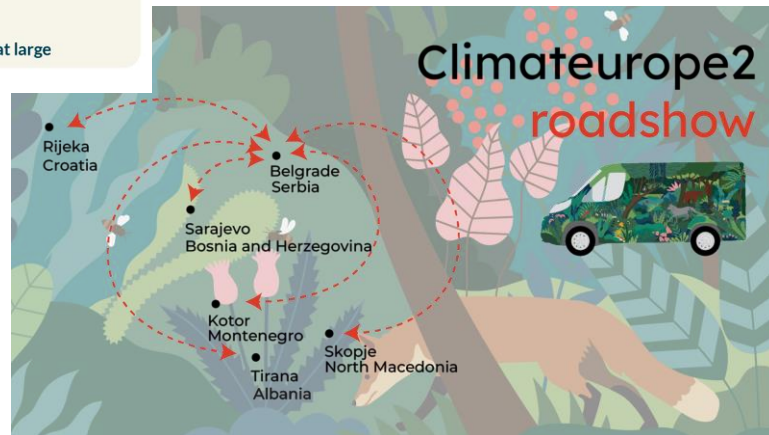 at large
Climateurope2
roadshow
Rijeka
Croatia
Belgrade
Serbia
Sarajevo
Bosnia and Herzegovina
Kotor
Montenegro
Skopje
North Macedonia
Tirana
Albania